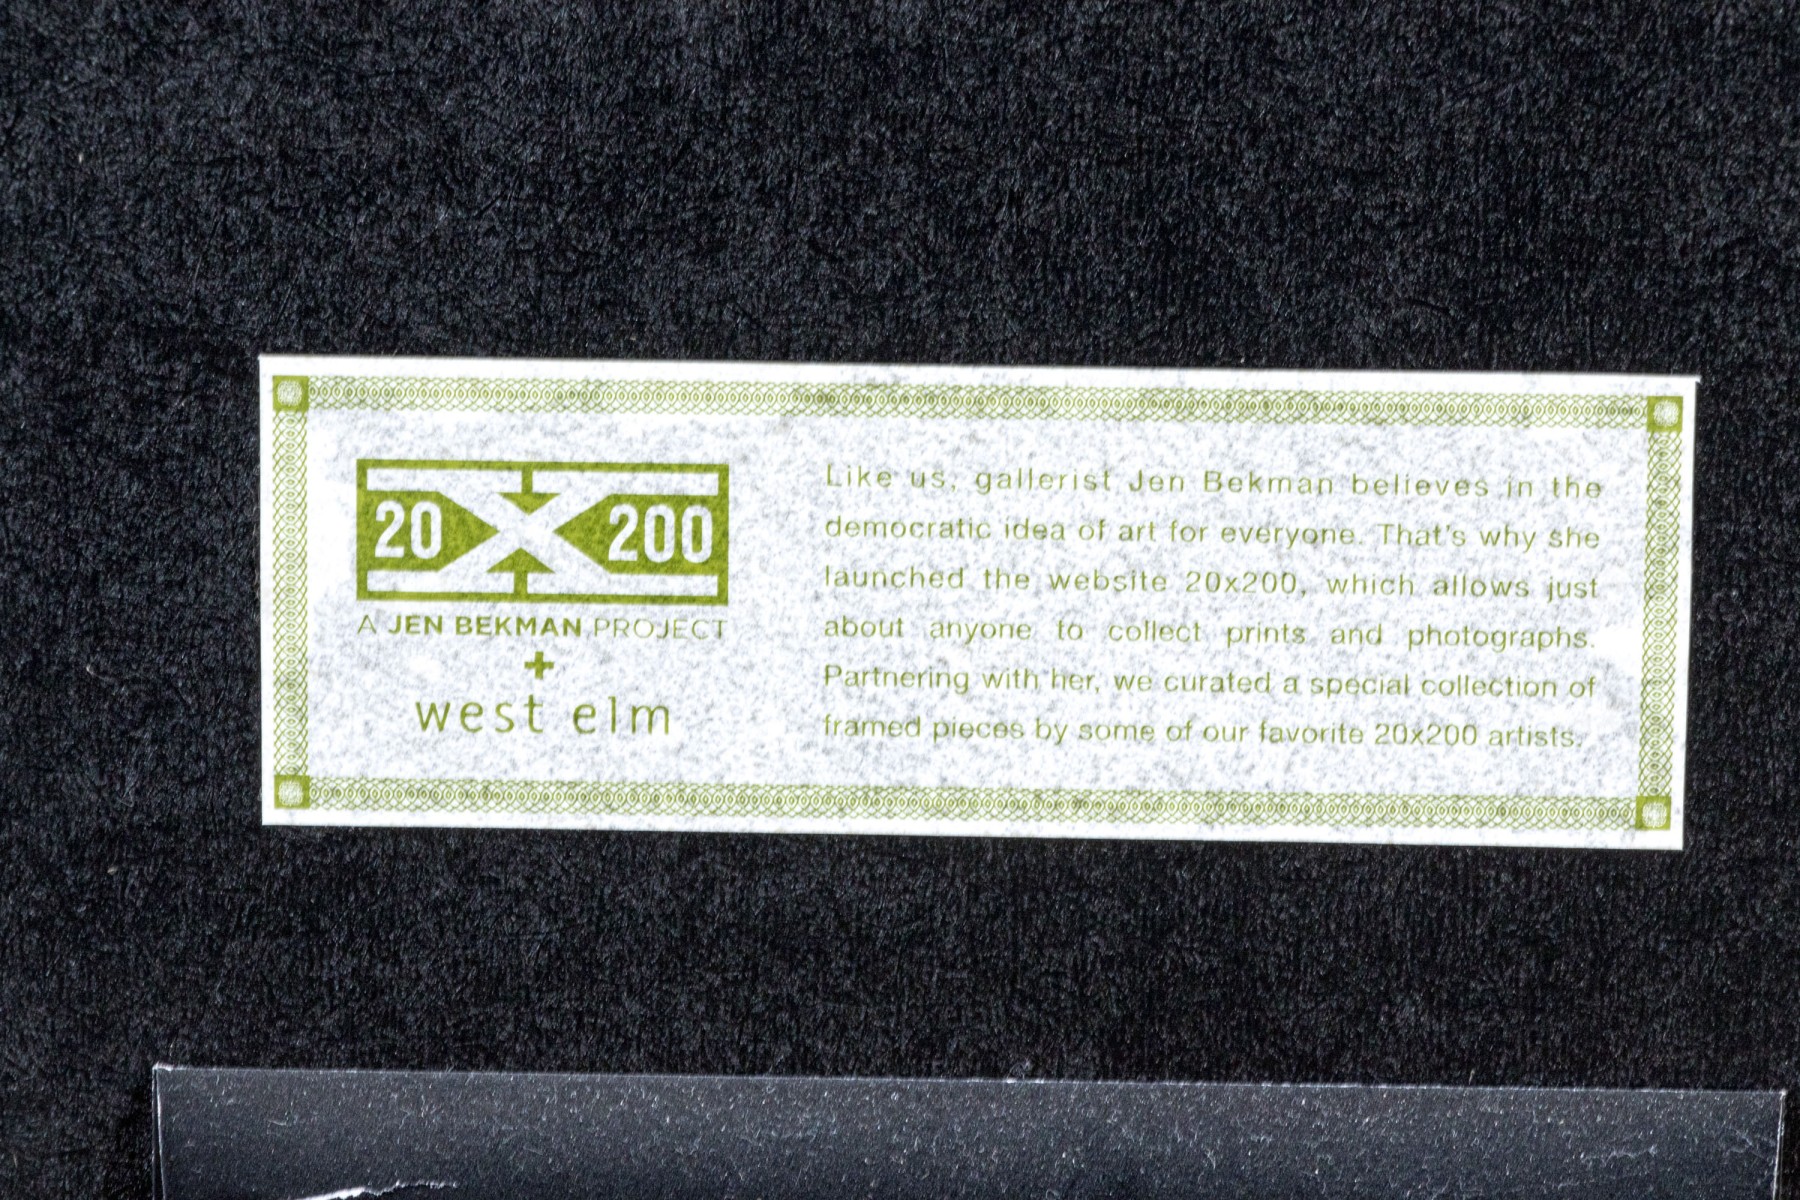 20 X 200
A JEN BEKMAN PROJECT
+
west elm
Like us, gallerist Jen Bekman believes in the
democratic idea of art for everyone. That's why she
launched the website 20x200, which allows just
about anyone to collect prints and photographs.
Partnering with her, we curated a special collection of
framed pieces by some of our favorite 20x200 artists.